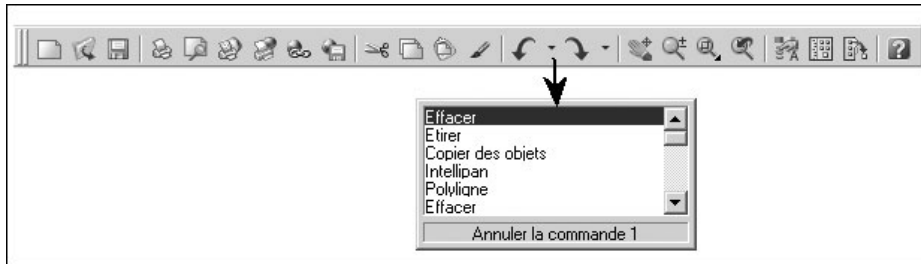 Effacer
Etirer
Copier des objets
Intellipan
Polyligne
Effacer
Annuler la commande 1